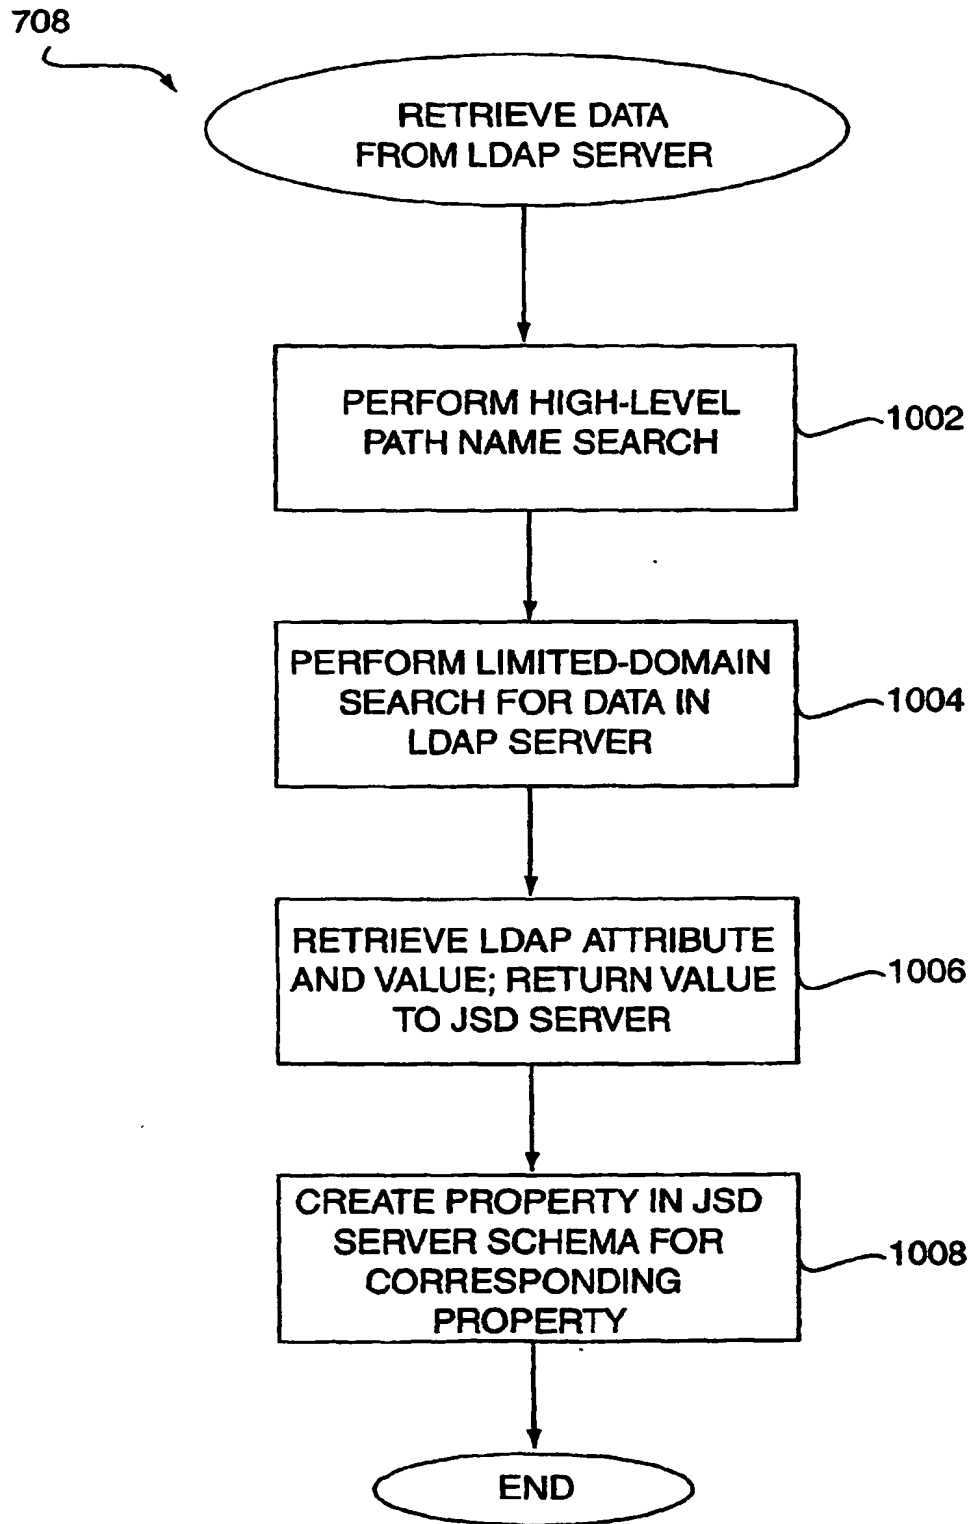 708
RETRIEVE DATA
FROM LDAP SERVER
PERFORM HIGH-LEVEL
PATH NAME SEARCH
1002
PERFORM LIMITED-DOMAIN
SEARCH FOR DATA IN
LDAP SERVER
1004
RETRIEVE LDAP ATTRIBUTE
AND VALUE; RETURN VALUE
TO JSD SERVER
1006
CREATE PROPERTY IN JSD
SERVER SCHEMA FOR
CORRESPONDING
PROPERTY
1008
END